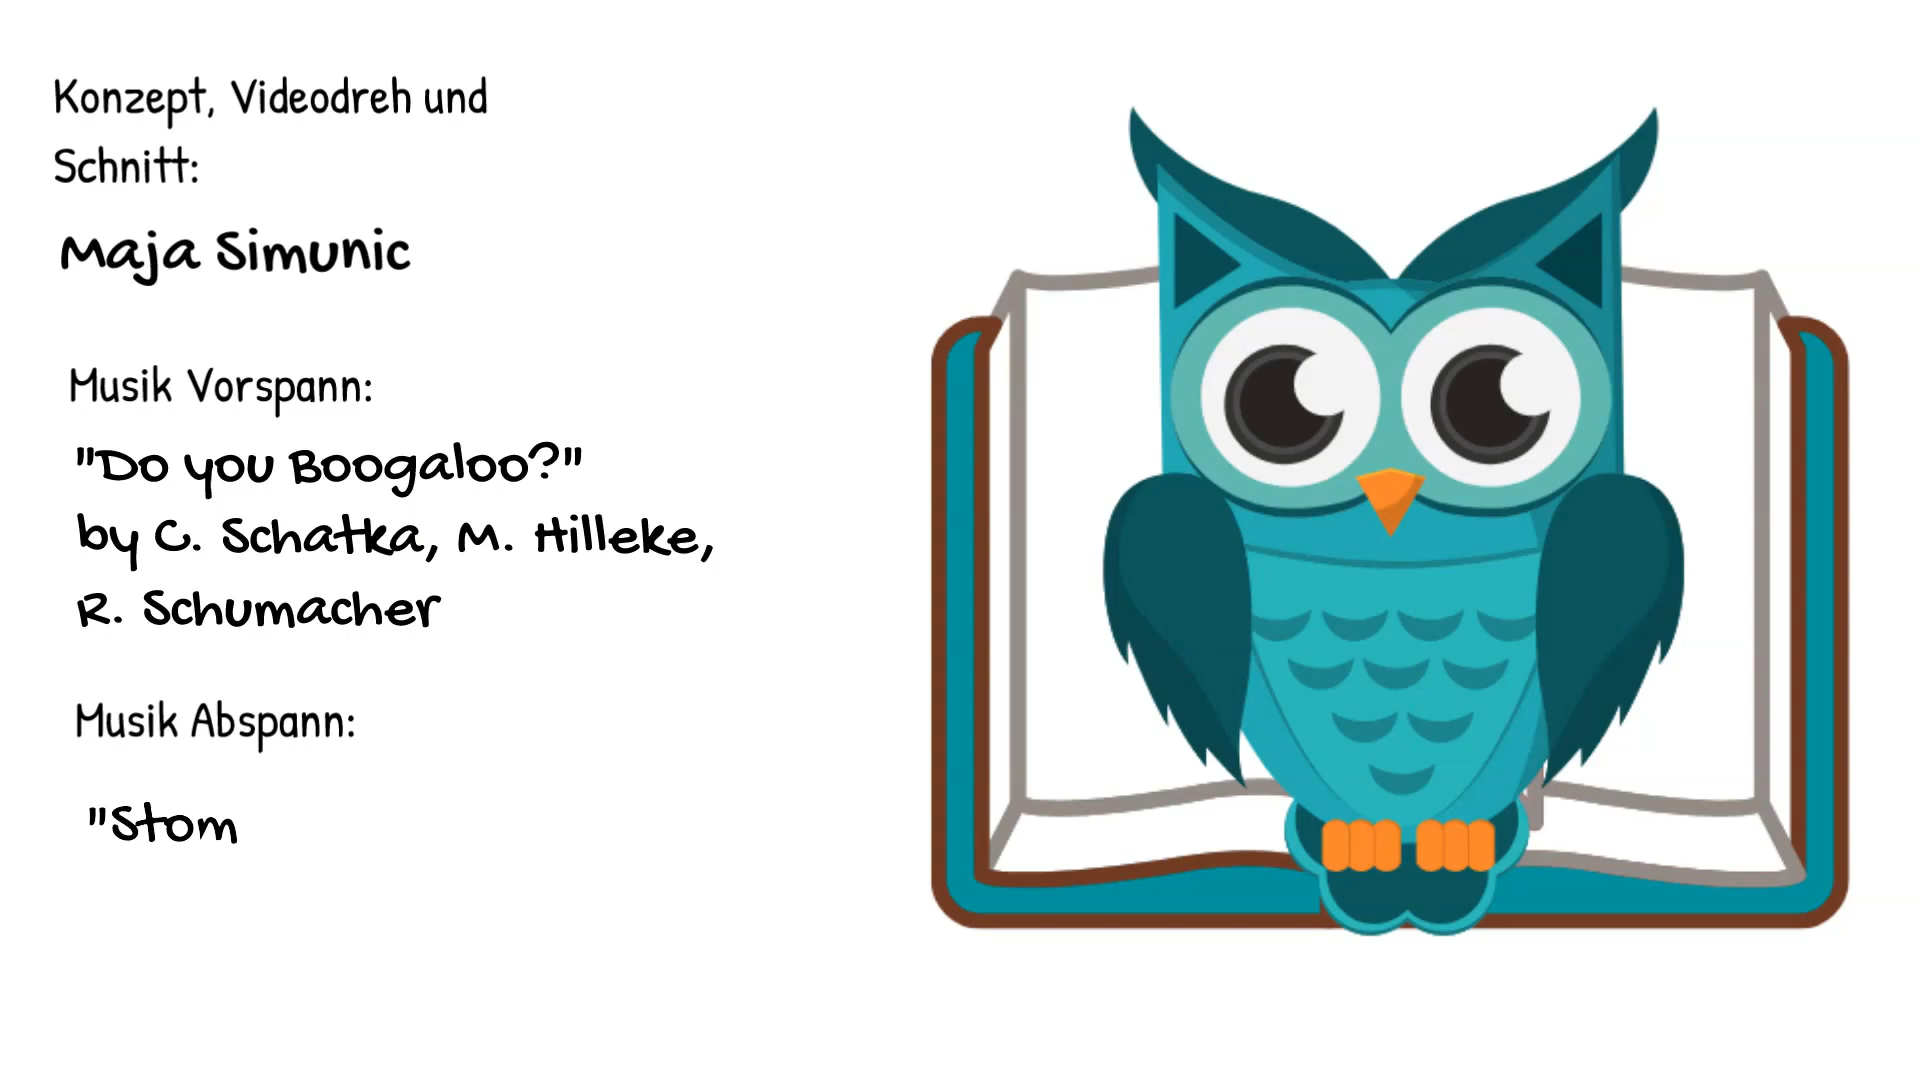 Konzept, Videodreh und
Schnitt:
Maja Simunic
Musik Vorspann:
"Do you Boogaloo?"
by C. Schatka, M. Hilleke,
R. Schumacher
Musik Abspann:
"Stom